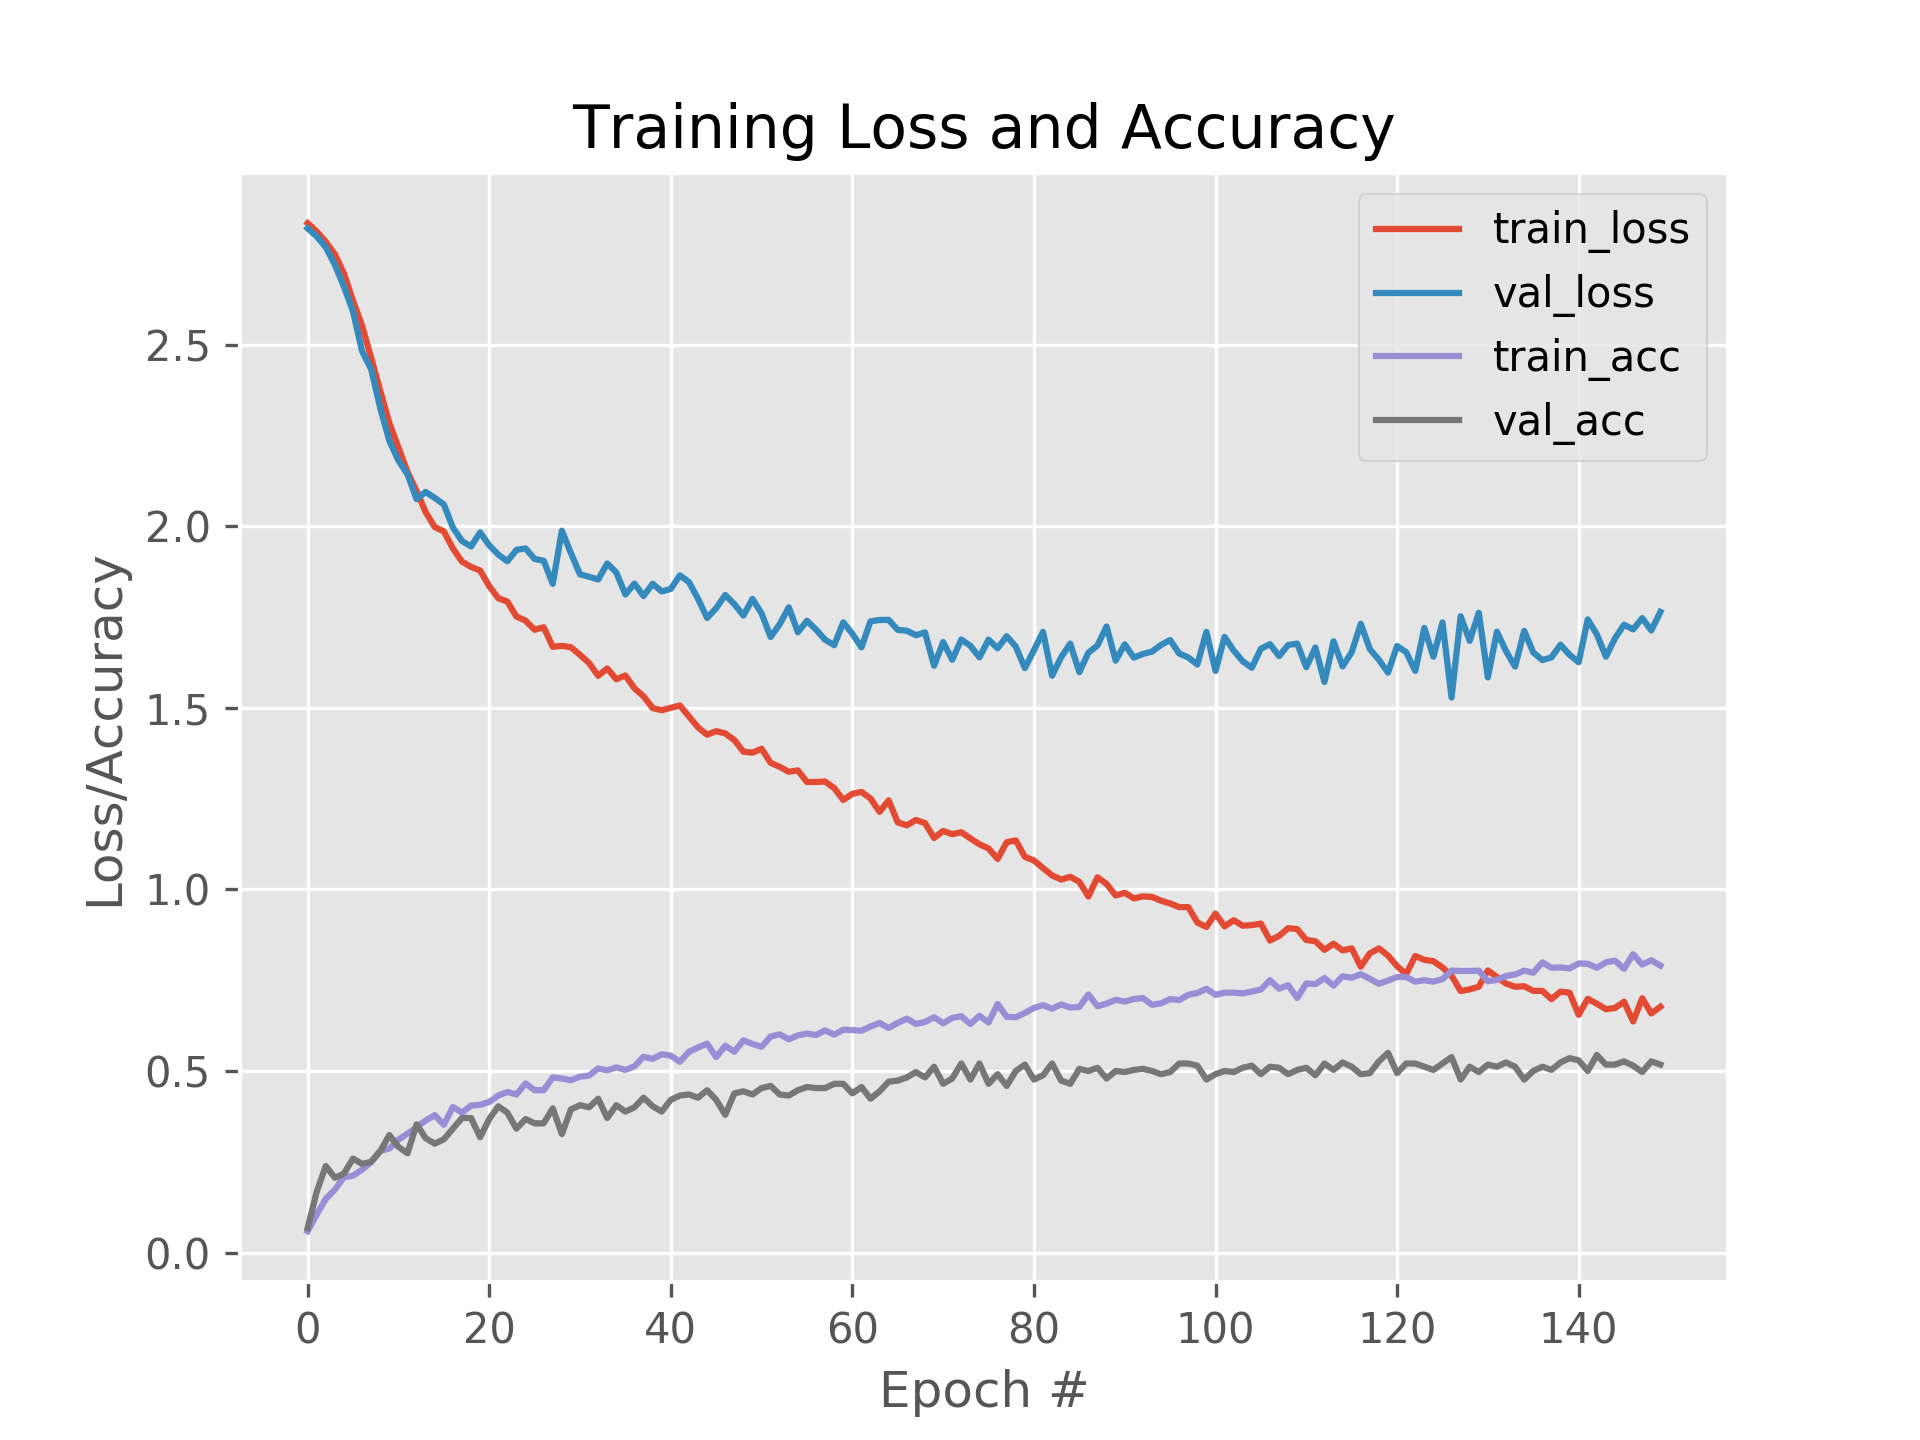 Training Loss and Accuracy
train_loss
val_loss
train_acc
val_acc
Loss/Accuracy
2.5
2.0
1.5
1.0
0.5
0.0
0 20 40 60 80 100 120 140
Epoch #